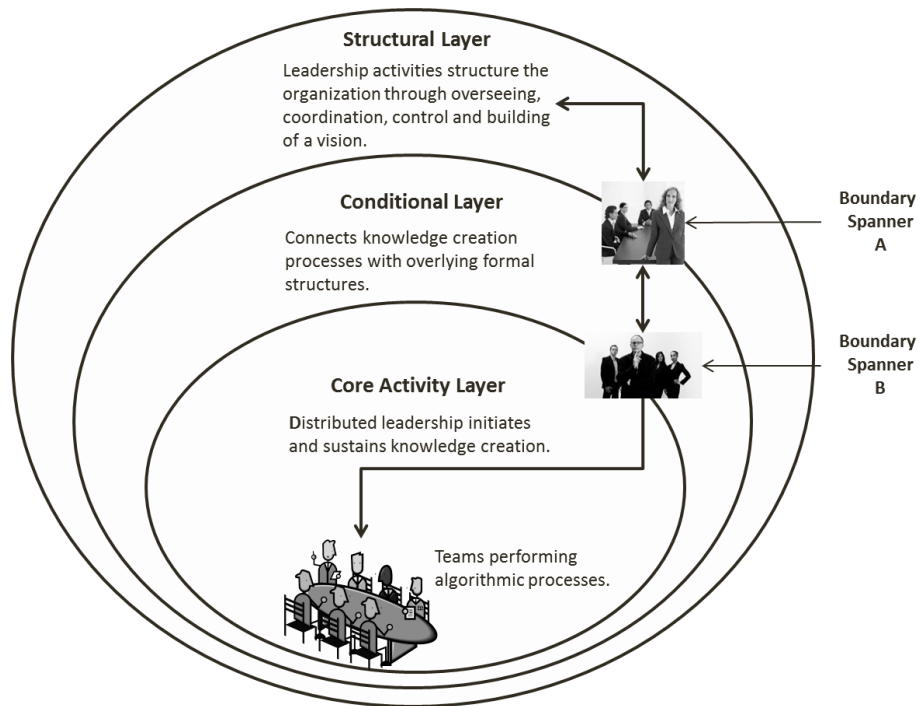 Structural Layer
Leadership activities structure the
organization through overseeing,
coordination, control and building
of a vision.
Conditional Layer
Connects knowledge creation
processes with overlying formal
structures.
Boundary
Spanner
A
Boundary
Spanner
B
Core Activity Layer
Distributed leadership initiates
and sustains knowledge creation.
Teams performing
algorithmic processes.